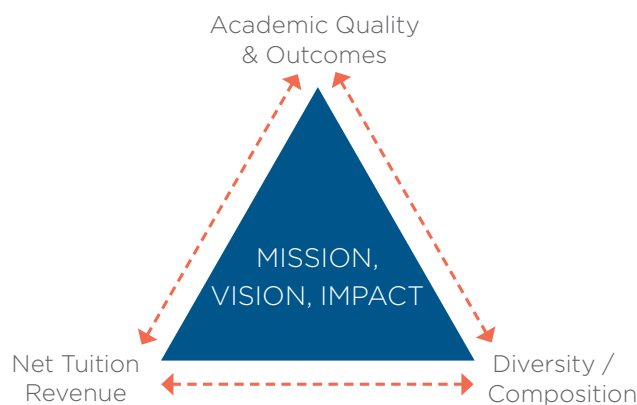 Academic Quality
& Outcomes
MISSION,
VISION, IMPACT
Net Tuition
Revenue
Diversity /
Composition